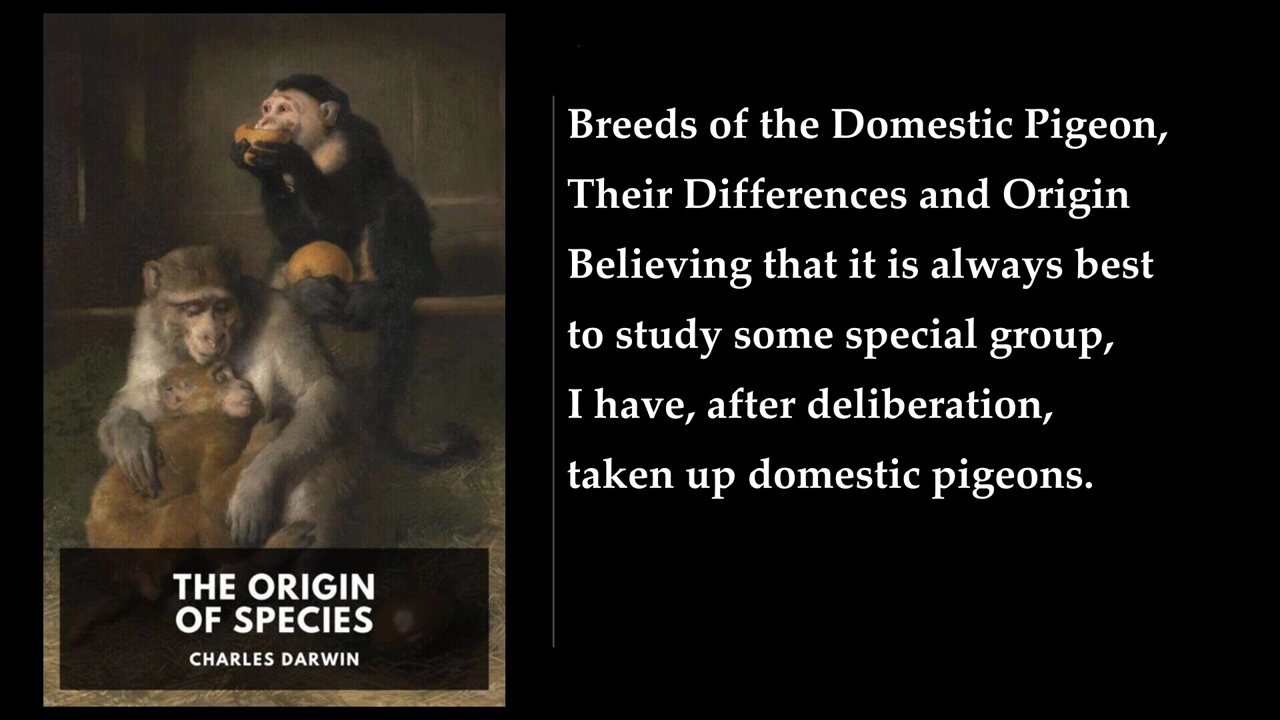 Breeds of the Domestic Pigeon,
Their Differences and Origin
Believing that it is always best
to study some special group,
I have, after deliberation,
taken up domestic pigeons.
THE ORIGIN
OF SPECIES
CHARLES DARWIN